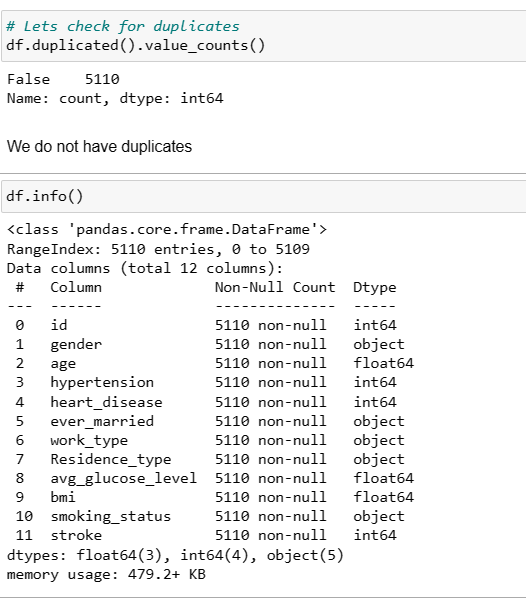 # Lets check for duplicates
df.duplicated().value_counts()
False    5110
Name: count, dtype: int64
We do not have duplicates
df.info()
<class 'pandas.core.frame.DataFrame'>
RangeIndex: 5110 entries, 0 to 5109
Data columns (total 12 columns):
 #   Column             Non-Null Count  Dtype
---  ------             --------------  -----
 0   id                 5110 non-null   int64
 1   gender             5110 non-null   object
 2   age                5110 non-null   float64
 3   hypertension       5110 non-null   int64
 4   heart_disease      5110 non-null   int64
 5   ever_married       5110 non-null   object
 6   work_type          5110 non-null   object
 7   Residence_type     5110 non-null   object
 8   avg_glucose_level  5110 non-null   float64
 9   bmi                5110 non-null   float64
 10  smoking_status     5110 non-null   object
 11  stroke             5110 non-null   int64
dtypes: float64(3), int64(4), object(5)
memory usage: 479.2+ KB